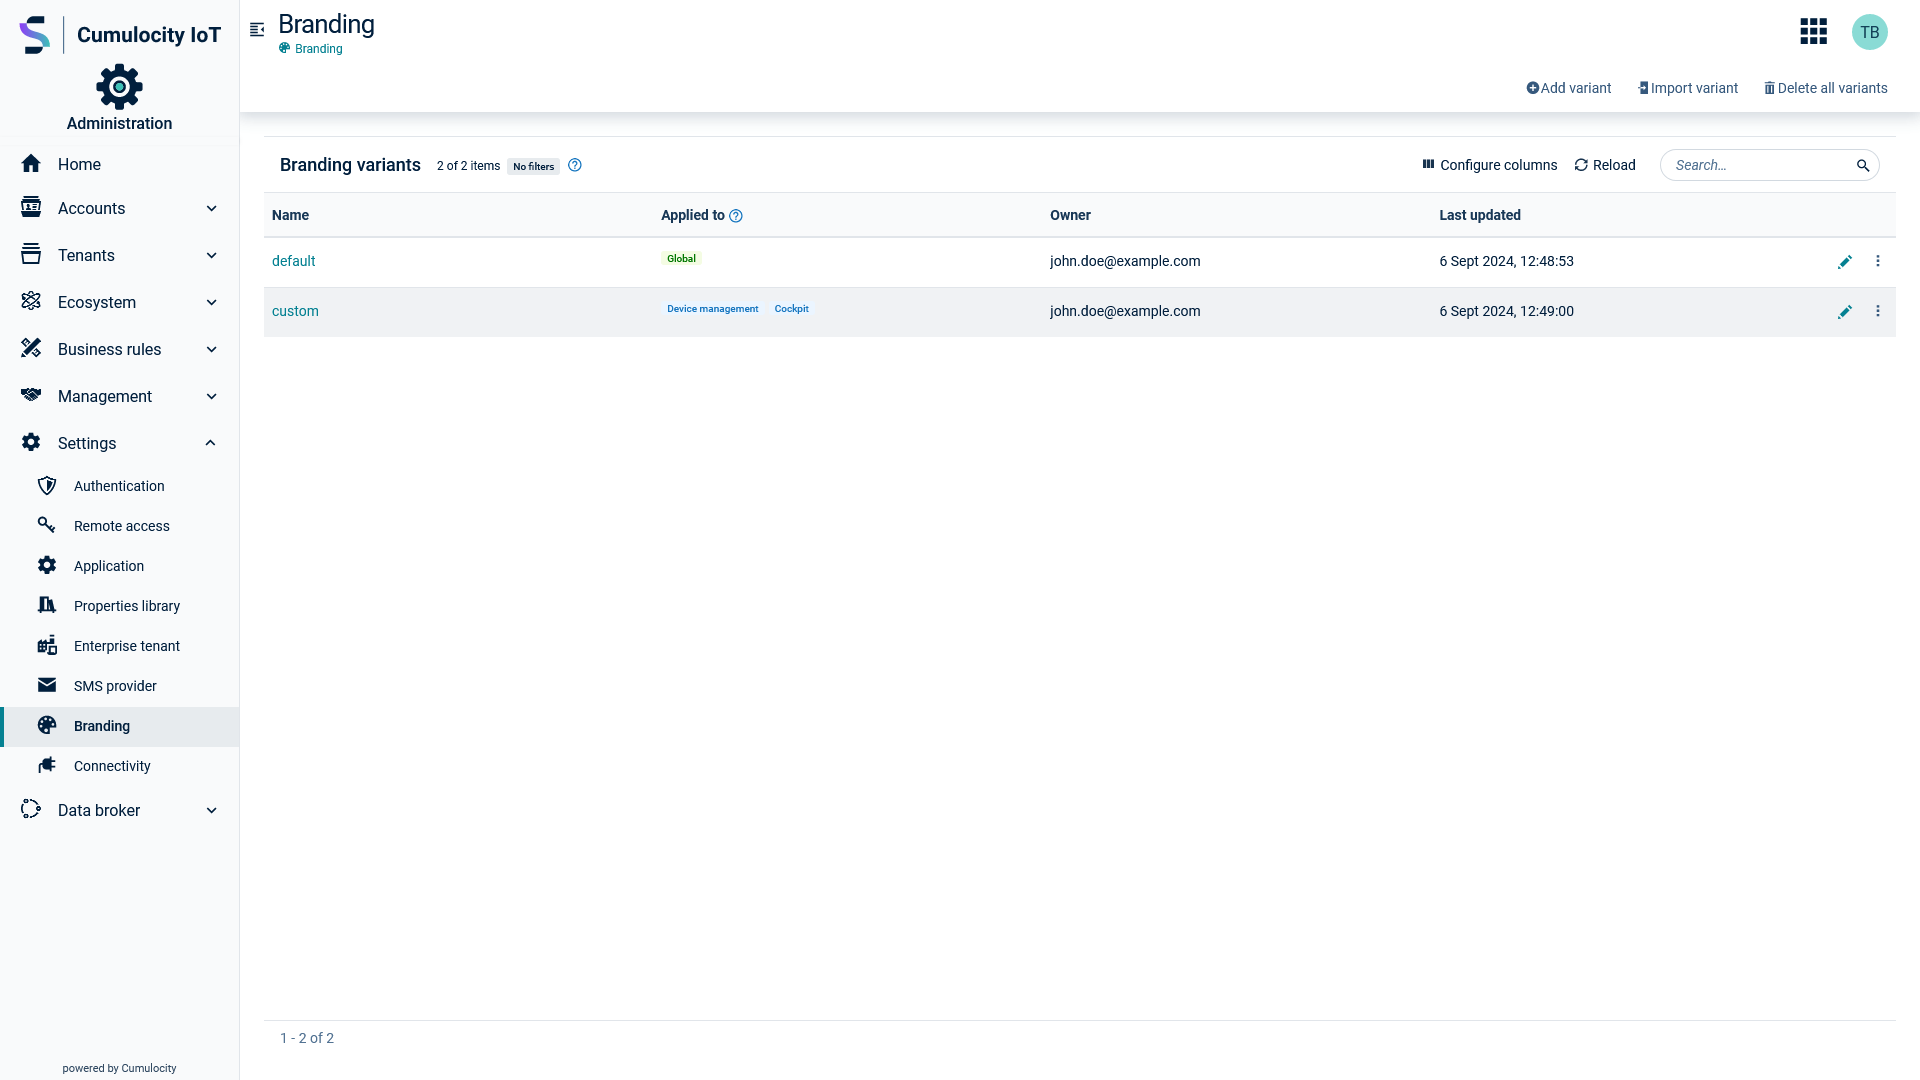 Cumulocity IoT
Administration
Home
Accounts
Tenants
Ecosystem
Business rules
Management
Settings
Authentication
Remote access
Application
Properties library
Enterprise tenant
SMS provider
Branding
Connectivity
Data broker
powered by Cumulocity
Branding
Branding
TB
Add variant Import variant Delete all variants
Branding variants 2 of 2 items No filters Configure columns Reload Search...
Name Applied to Owner Last updated
default Global john.doe@example.com 6 Sept 2024, 12:48:53
custom Device management Cockpit john.doe@example.com 6 Sept 2024, 12:49:00
1 - 2 of 2